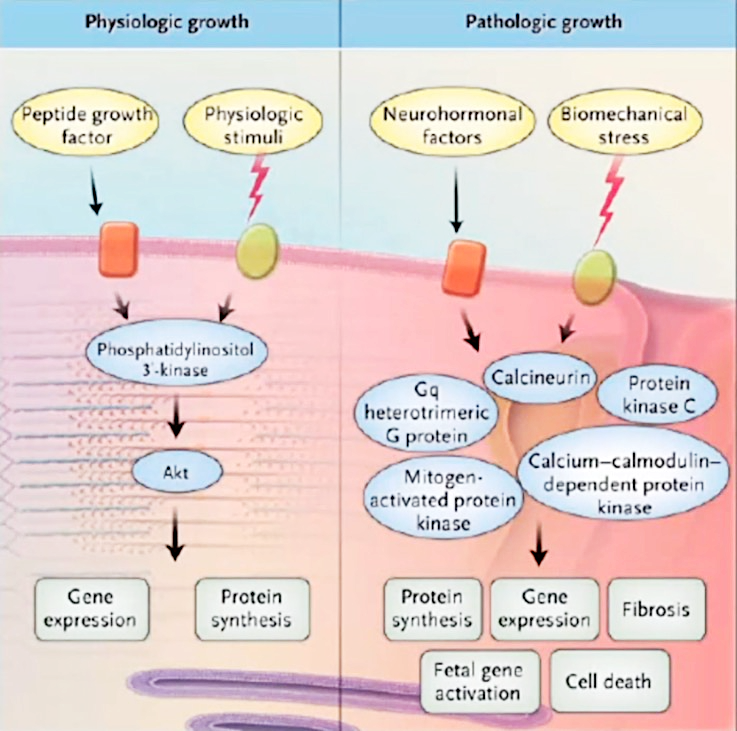 Physiologic growth
Pathologic growth
Peptide growth
factor
Physiologic
stimuli
Neurohormonal
factors
Biomechanical
stress
Phosphatidylinositol
3'-kinase
Akt
Gene
expression
Protein
synthesis
Calcineurin
Gq
heterotrimeric
G protein
Protein
kinase C
Mitogen-
activated protein
kinase
Calcium–calmodulin–
dependent protein
kinase
Protein
synthesis
Gene
expression
Fibrosis
Fetal gene
activation
Cell death